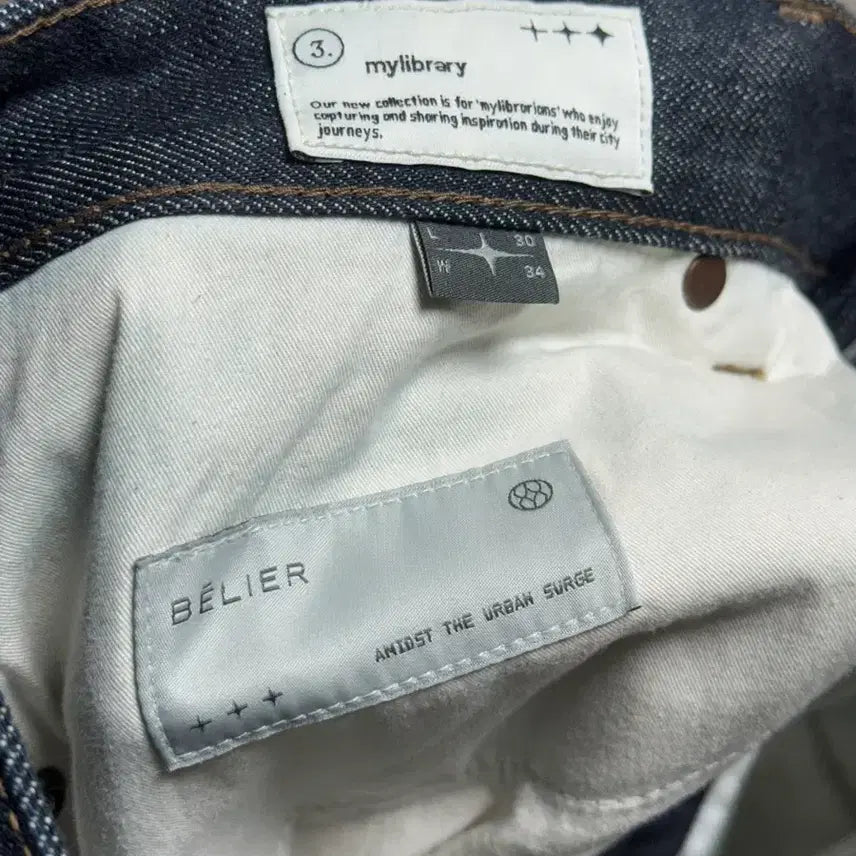 3.
mylibrary
Our new collection is for 'mylibrarians' who enjoy
capturing and sharing inspiration during their city
journeys.
L 30
W 34
BÉLIER
AMIDST THE URBAN SURGE